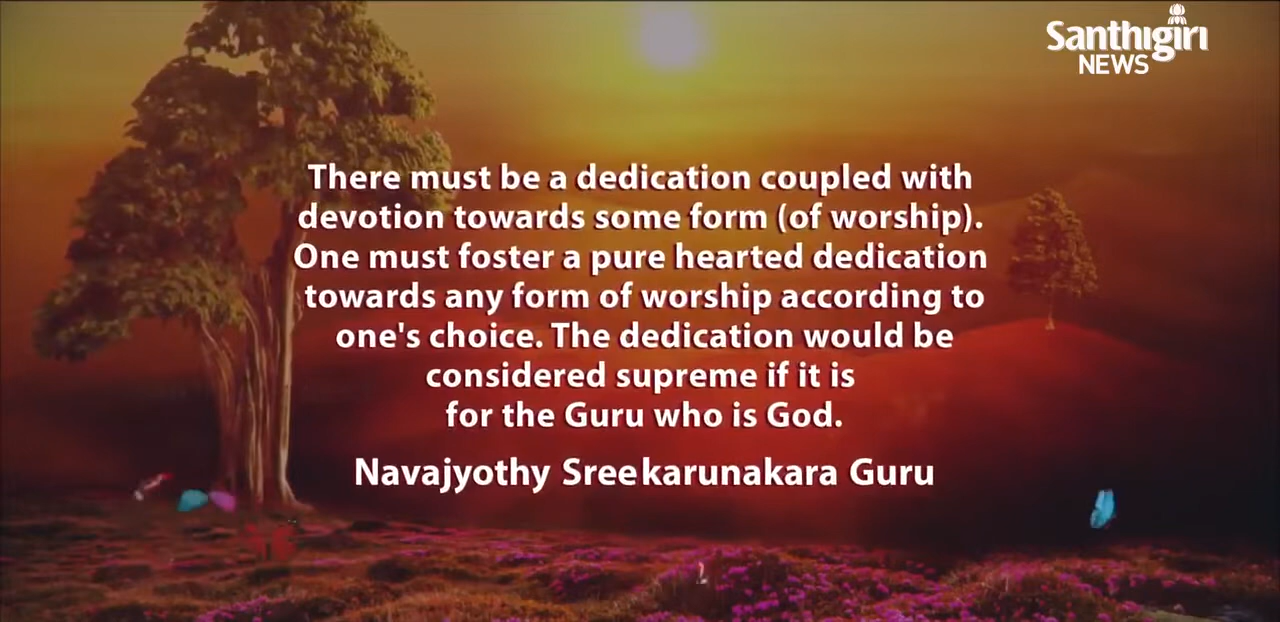 Santhigiri
NEWS
There must be a dedication coupled with
devotion towards some form (of worship).
One must foster a pure hearted dedication
towards any form of worship according to
one's choice. The dedication would be
considered supreme if it is
for the Guru who is God.
Navajyothy Sreekarunakara Guru